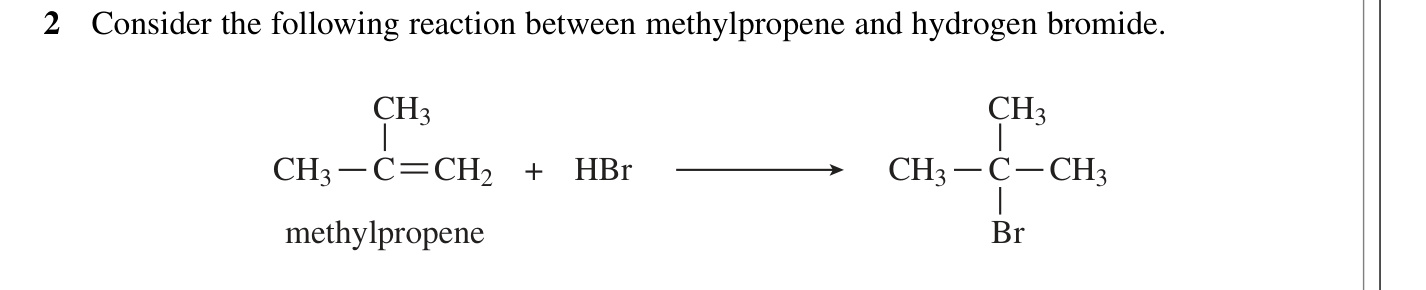 2 Consider the following reaction between methylpropene and hydrogen bromide.
CH₃ CH₃
CH₃—C=CH₂ + HBr ⟶ CH₃—C—CH₃
methylpropene Br